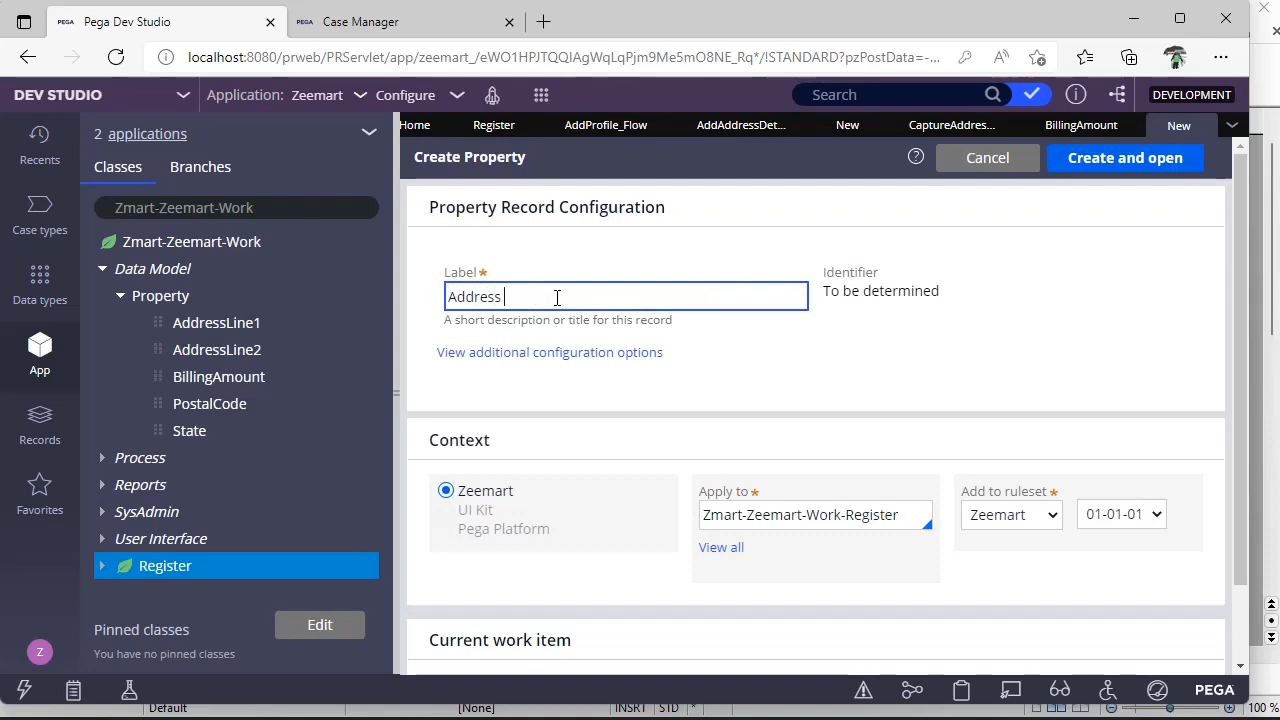 Pega Dev Studio
PEGA Case Manager
localhost:8080/prweb/PRServlet/app/zeemart_/eWO1HPJTQQIAgWqLqPjm9Me5mO8NE_Rq*/!STANDARD?pzPostData=-...
DEV STUDIO
Application: Zeemart
Configure
Search
DEVELOPMENT
Recents
Case types
Data types
App
Records
Favorites
Z
2 applications
Classes
Branches
Zmart-Zeemart-Work
Zmart-Zeemart-Work
Data Model
Property
AddressLine1
AddressLine2
BillingAmount
PostalCode
State
Process
Reports
SysAdmin
User Interface
Register
Pinned classes
Edit
You have no pinned classes
Home
Register
AddProfile_Flow
AddAddressDet...
New
CaptureAddres...
BillingAmount
New
Create Property
Cancel
Create and open
Property Record Configuration
Label
Address
A short description or title for this record
Identifier
To be determined
View additional configuration options
Context
Zeemart
UI Kit
Pega Platform
Apply to
Zmart-Zeemart-Work-Register
View all
Add to ruleset
Zeemart
01-01-01
Current work item
PEGA
Default
[None]
INSRT
STD
*
100 %